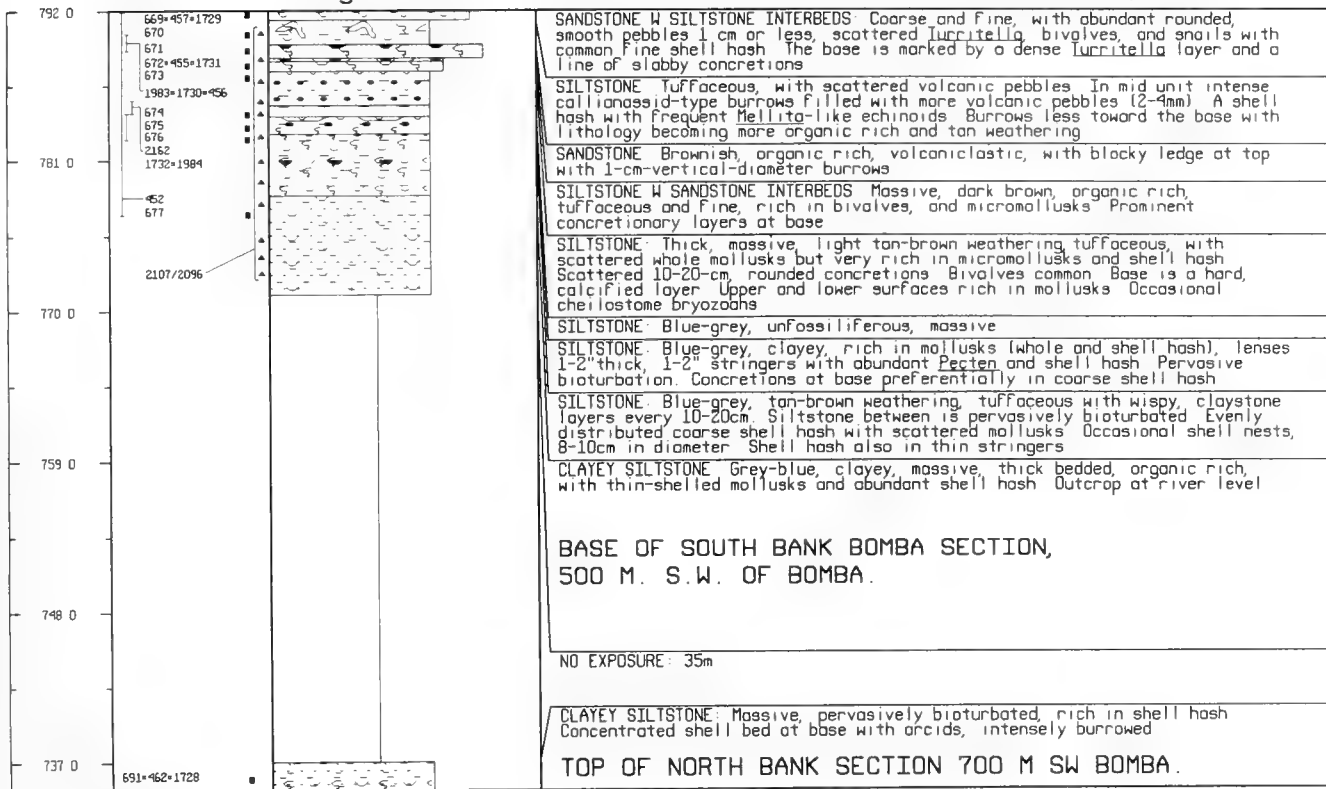 792 0
669=457=1729
670
671
672=455=1731
673
1983=1730=456
674
675
676
2162
781 0
1732=1984
452
677
2107/2096
770 0
759 0
748 0
737 0
691=462=1728
SANDSTONE W SILTSTONE INTERBEDS Coarse and fine, with abundant rounded,
smooth pebbles 1 cm or less, scattered Turritella, bivalves, and snails with
common fine shell hash The base is marked by a dense Turritella layer and a
line of slabby concretions
SILTSTONE Tuffaceous, with scattered volcanic pebbles In mid unit intense
callianassid-type burrows filled with more volcanic pebbles (2-4mm) A shell
hash with frequent Mellita-like echinoids Burrows less toward the base with
lithology becoming more organic rich and tan weathering
SANDSTONE Brownish, organic rich, volcaniclastic, with blocky ledge at top
with 1-cm-vertical-diameter burrows
SILTSTONE W SANDSTONE INTERBEDS Massive, dark brown, organic rich,
tuffaceous and fine, rich in bivalves, and micromollusks Prominent
concretionary layers at base
SILTSTONE Thick, massive, light tan-brown weathering, tuffaceous, with
scattered whole mollusks but very rich in micromollusks and shell hash
Scattered 10-20-cm, rounded concretions Bivalves common Base is a hard,
calcified layer Upper and lower surfaces rich in mollusks Occasional
cheilostome bryozoans
SILTSTONE Blue-grey, unfossiliferous, massive
SILTSTONE Blue-grey, clayey, rich in mollusks (whole and shell hash), lenses
1-2"thick, 1-2" stringers with abundant Pecten and shell hash Pervasive
bioturbation. Concretions at base preferentially in coarse shell hash
SILTSTONE Blue-grey, tan-brown weathering, tuffaceous with wispy, claystone
layers every 10-20cm. Siltstone between is pervasively bioturbated Evenly
distributed coarse shell hash with scattered mollusks Occasional shell nests,
8-10cm in diameter Shell hash also in thin stringers
CLAYEY SILTSTONE Grey-blue, clayey, massive, thick bedded, organic rich,
with thin-shelled mollusks and abundant shell hash Outcrop at river level
BASE OF SOUTH BANK BOMBA SECTION,
500 M. S.W. OF BOMBA.
NO EXPOSURE: 35m
CLAYEY SILTSTONE: Massive, pervasively bioturbated, rich in shell hash
Concentrated shell bed at base with arcids, intensely burrowed
TOP OF NORTH BANK SECTION 700 M SW BOMBA.